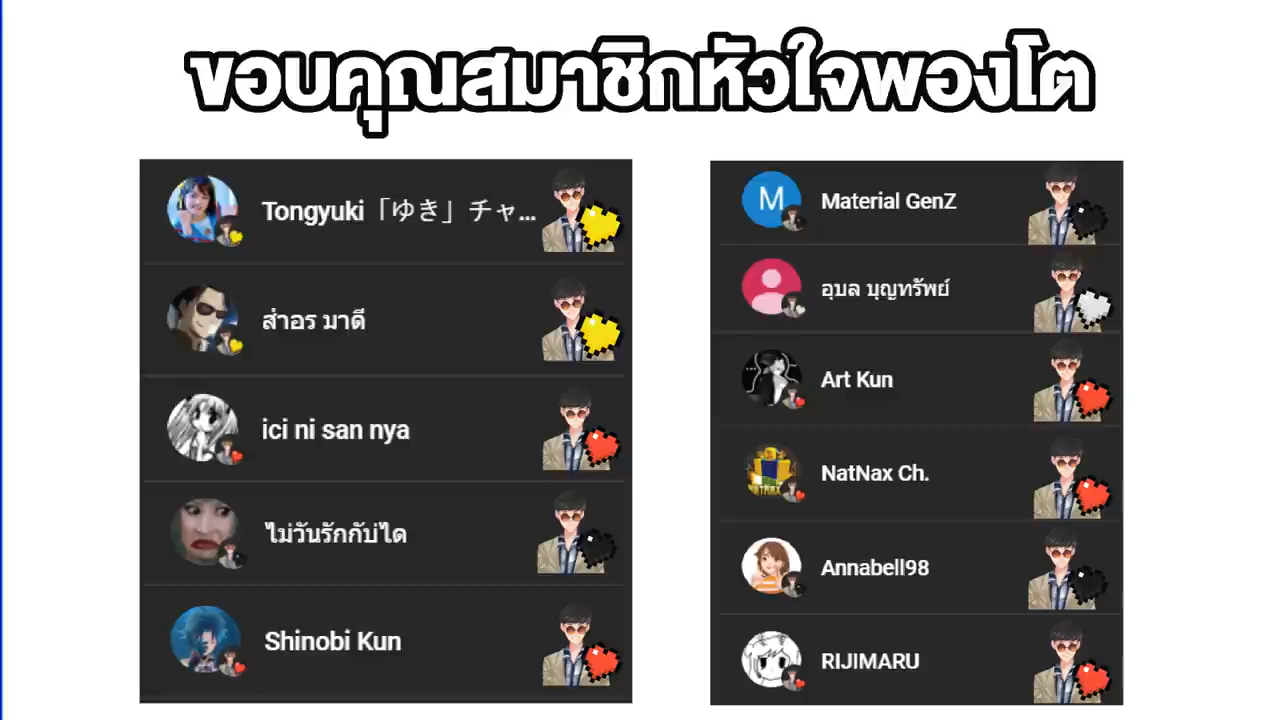 ขอบคุณสมาชิกหัวใจพองโต
Tongyuki「ゆき」チャ...
สำอร มาดี
ici ni san nya
ไม่วันรักกับได
Shinobi Kun
M
Material GenZ
อุบล บุญทรัพย์
Art Kun
NatNax Ch.
Annabell98
RIJIMARU